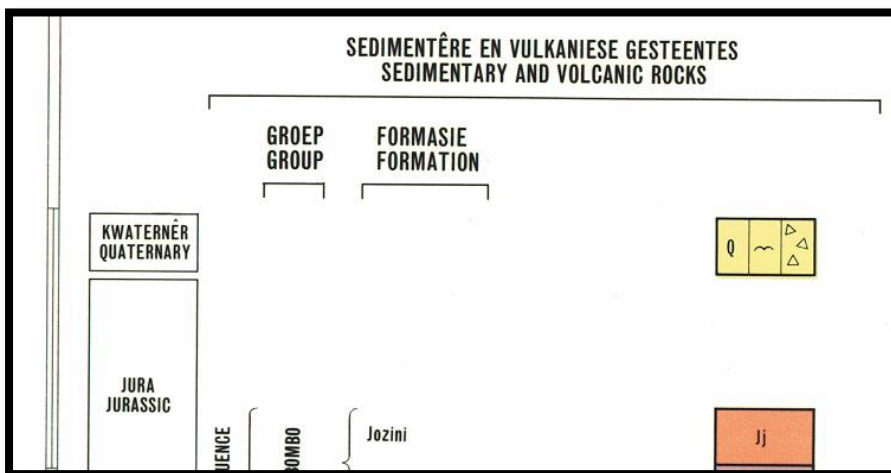 SEDIMENTÊRE EN VULKANIESE GESTEENTES
SEDIMENTARY AND VOLCANIC ROCKS
GROEP
GROUP
FORMASIE
FORMATION
KWATERNÊR
QUATERNARY
Q
JURA
JURASSIC
Jozini
Jj